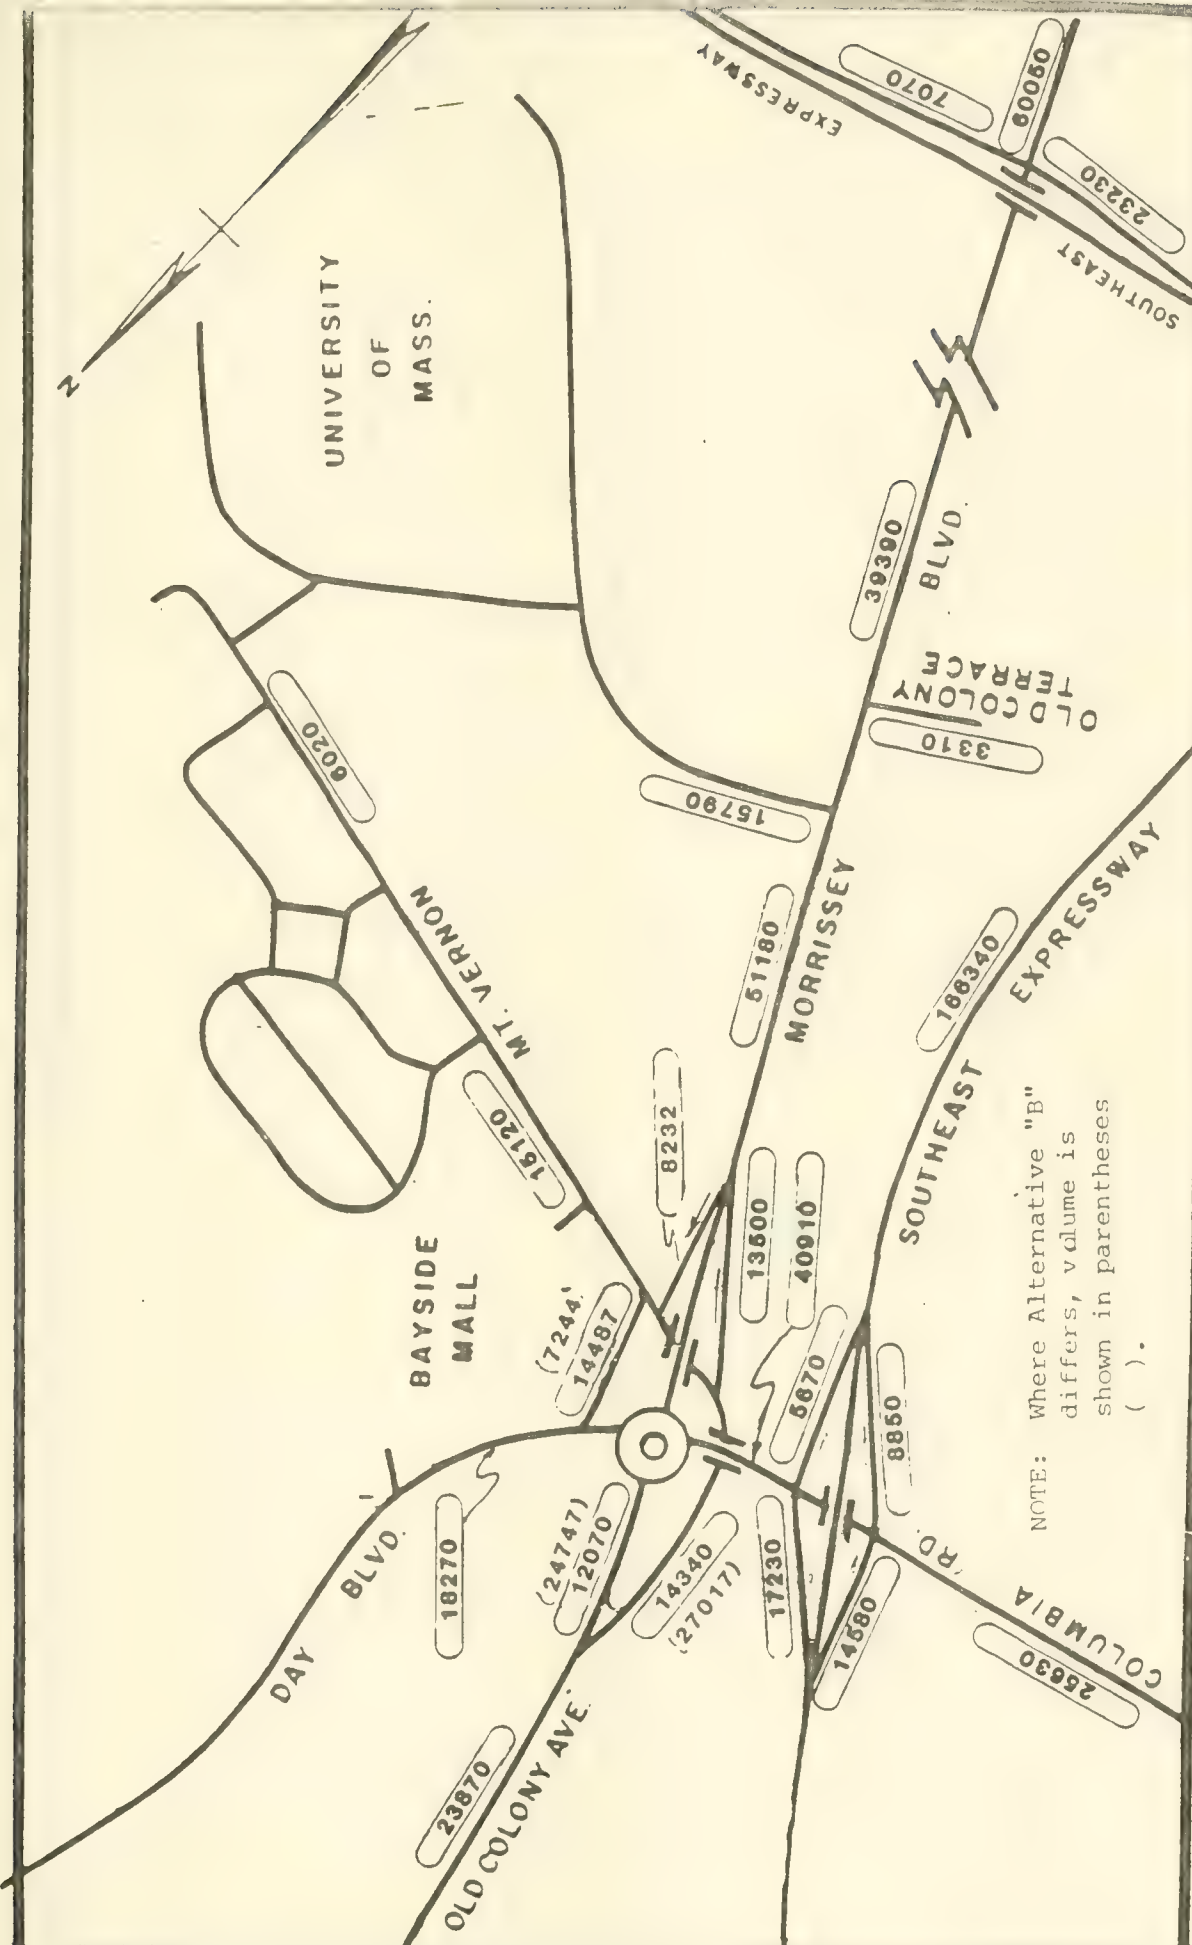 N
UNIVERSITY
OF
MASS.
EXPRESSWAY
7070
60050
23230
SOUTHEAST
39390
BLVD.
OLD COLONY
TERRACE
3310
15790
6020
MT. VERNON
15120
51180
MORRISSEY
166340
EXPRESSWAY
SOUTHEAST
8232
13500
40910
5670
8850
BAYSIDE
MALL
(7244)
14487
DAY
BLVD.
18270
(24747)
12070
14340
(27017)
17230
14580
COLUMBIA
RD.
25630
23870
OLD COLONY AVE.
NOTE: Where Alternative "B"
differs, volume is
shown in parentheses
( ).